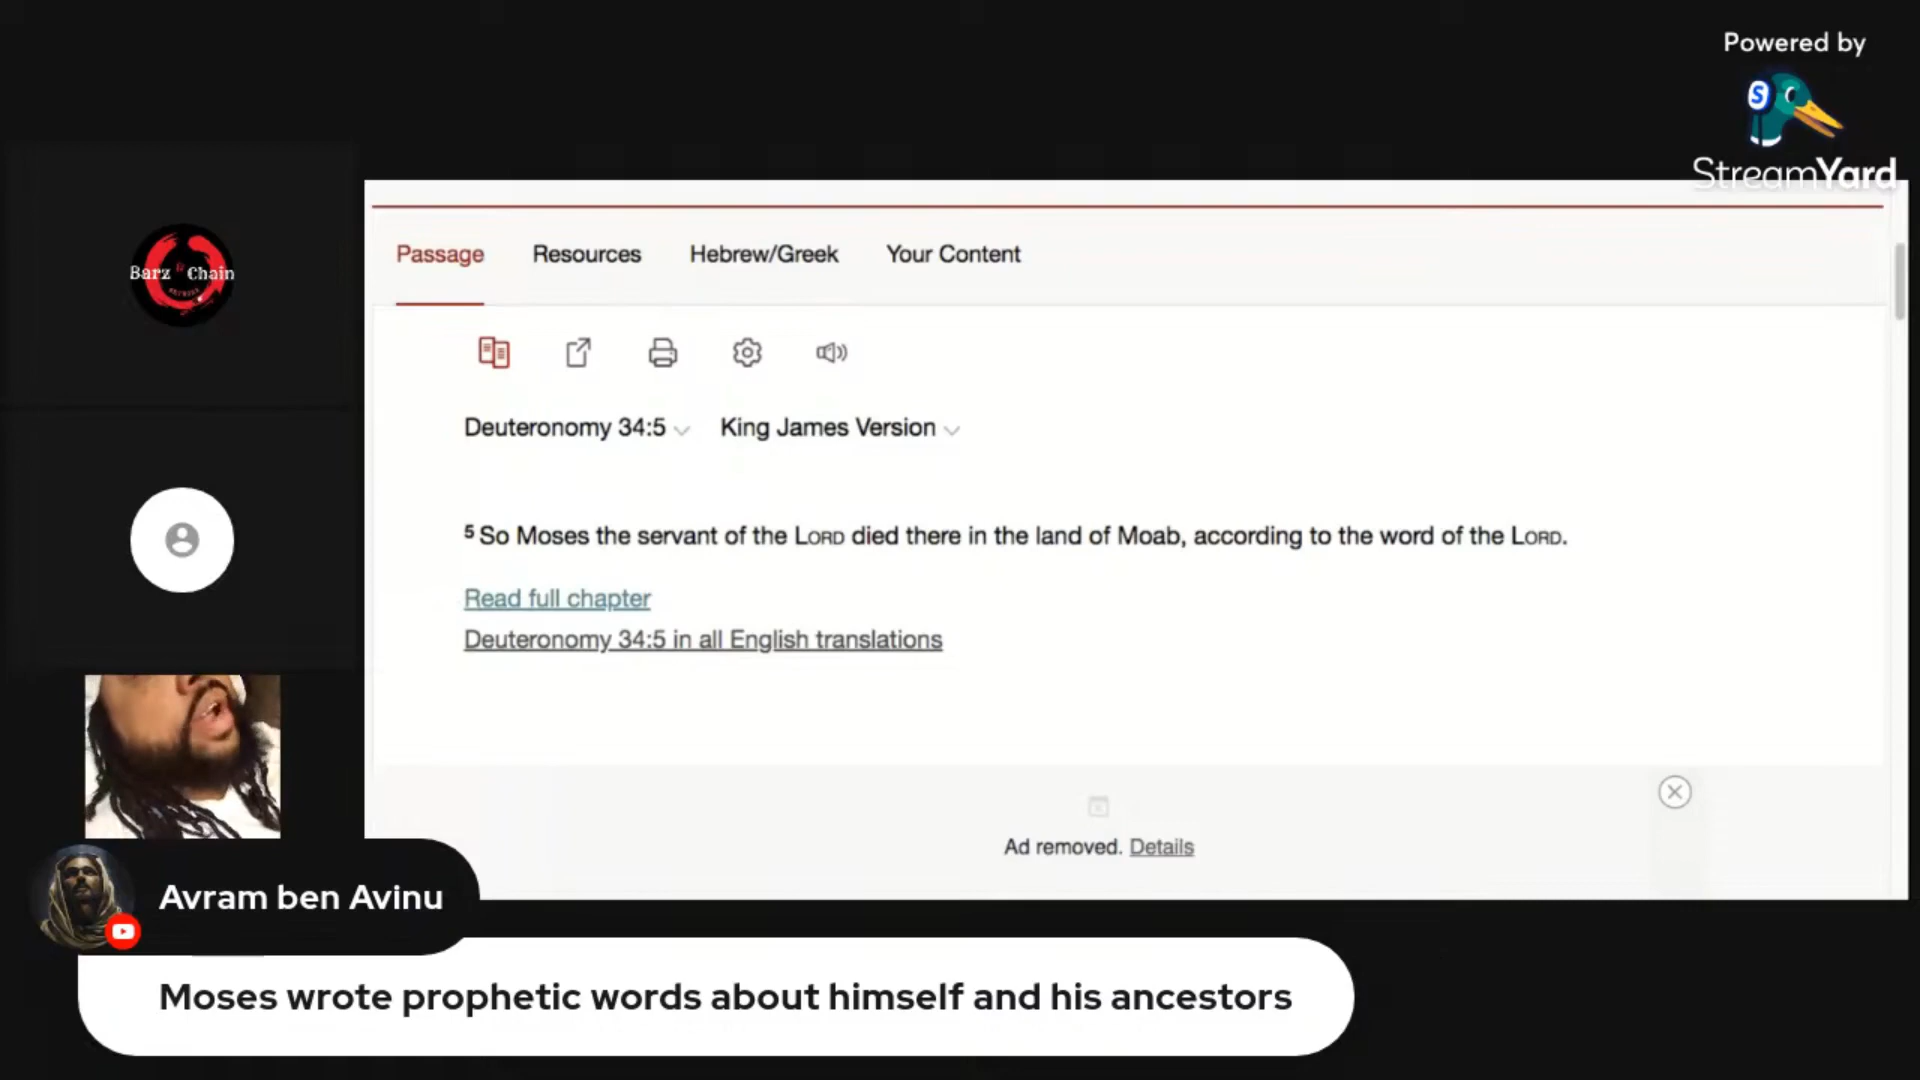 Powered by
S
StreamYard
Passage Resources Hebrew/Greek Your Content
Barz & Chain
Deuteronomy 34:5 King James Version
5 So Moses the servant of the LORD died there in the land of Moab, according to the word of the LORD.
Read full chapter
Deuteronomy 34:5 in all English translations
Ad removed. Details
Avram ben Avinu
Moses wrote prophetic words about himself and his ancestors